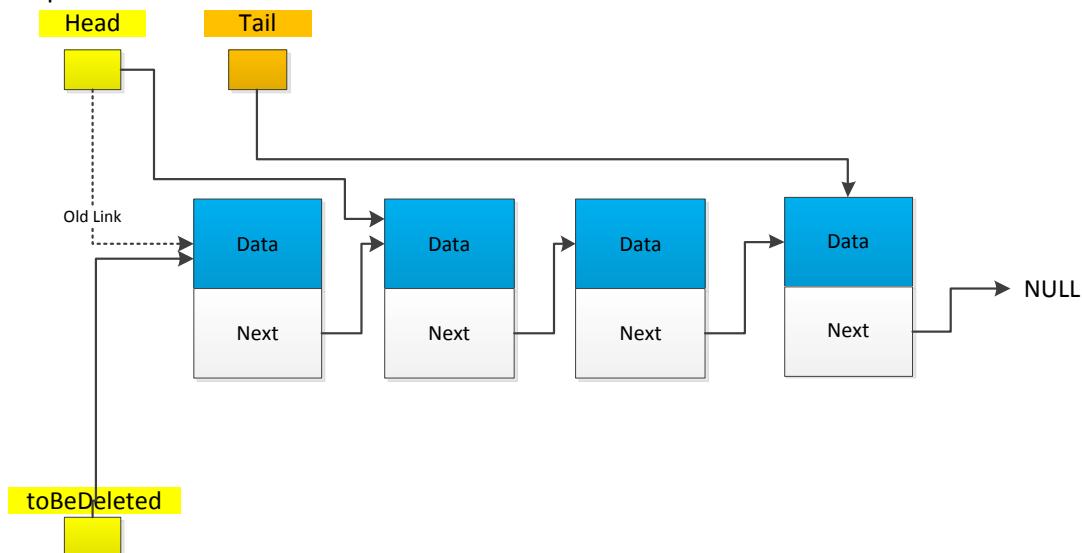 Head
Tail
Old Link
Data
Data
Data
Data
Next
Next
Next
Next
NULL
toBeDeleted